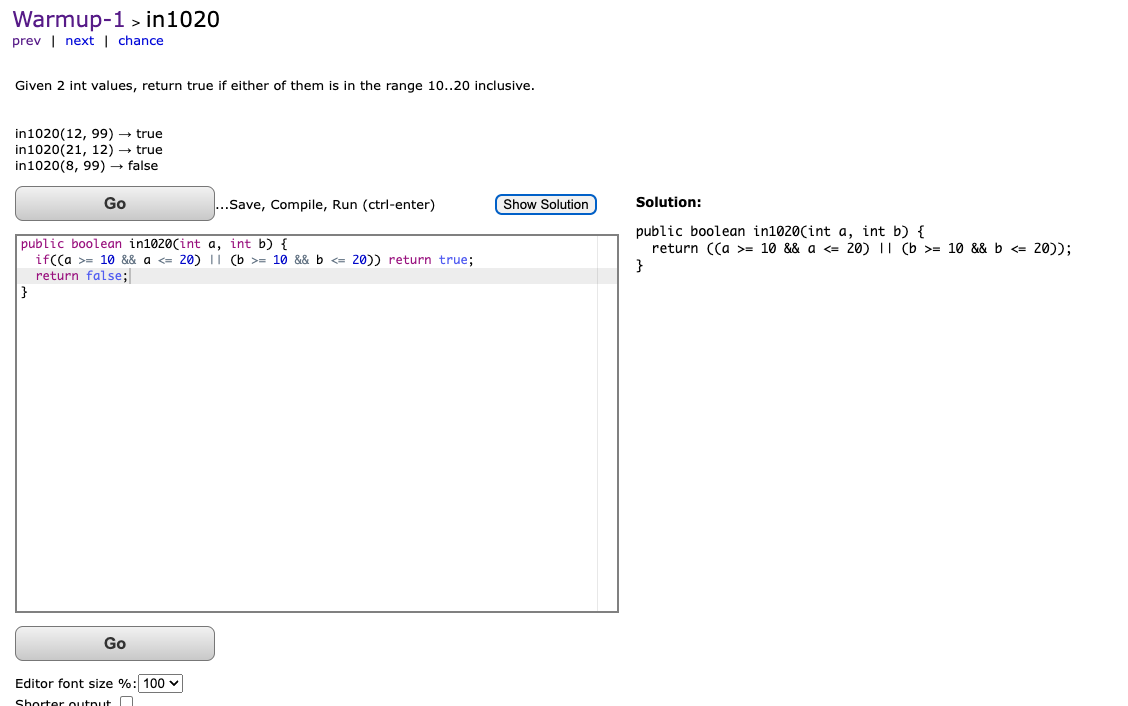 Warmup-1 > in1020
prev | next | chance
Given 2 int values, return true if either of them is in the range 10..20 inclusive.
in1020(12, 99) → true
in1020(21, 12) → true
in1020(8, 99) → false
Go ...Save, Compile, Run (ctrl-enter) Show Solution
public boolean in1020(int a, int b) {
  if((a >= 10 && a <= 20) || (b >= 10 && b <= 20)) return true;
  return false;
}
Solution:
public boolean in1020(int a, int b) {
  return ((a >= 10 && a <= 20) || (b >= 10 && b <= 20));
}
Go
Editor font size %: 100
Shorter output